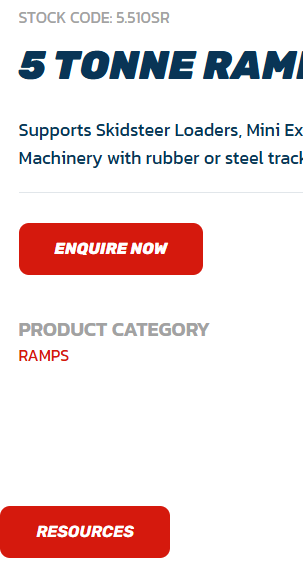 STOCK CODE: 5.510SR
5 TONNE RAM
Supports Skidsteer Loaders, Mini Ex
Machinery with rubber or steel track
ENQUIRE NOW
PRODUCT CATEGORY
RAMPS
RESOURCES